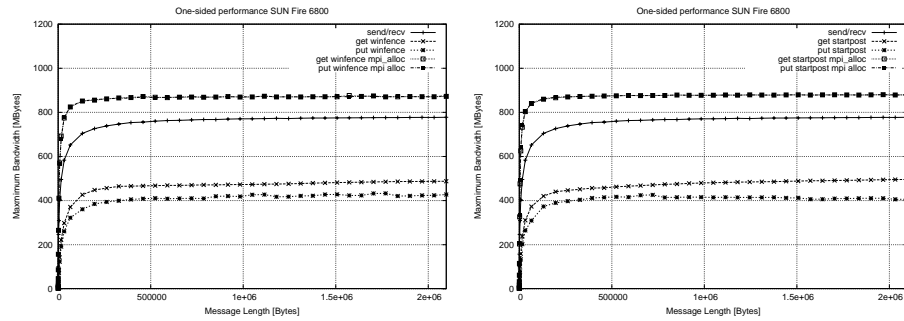 One-sided performance SUN Fire 6800
1200
1000
800
600
400
200
0
Maximum Bandwidth [MBytes]
send/recv
get winfence
put winfence
get winfence mpi_alloc
put winfence mpi alloc
0
500000
1e+06
1.5e+06
2e+06
Message Length [Bytes]
One-sided performance SUN Fire 6800
1200
1000
800
600
400
200
0
Maximum Bandwidth [MBytes]
send/recv
get startpost
put startpost
get startpost mpi_alloc
put startpost mpi alloc
0
500000
1e+06
1.5e+06
2e+06
Message Length [Bytes]